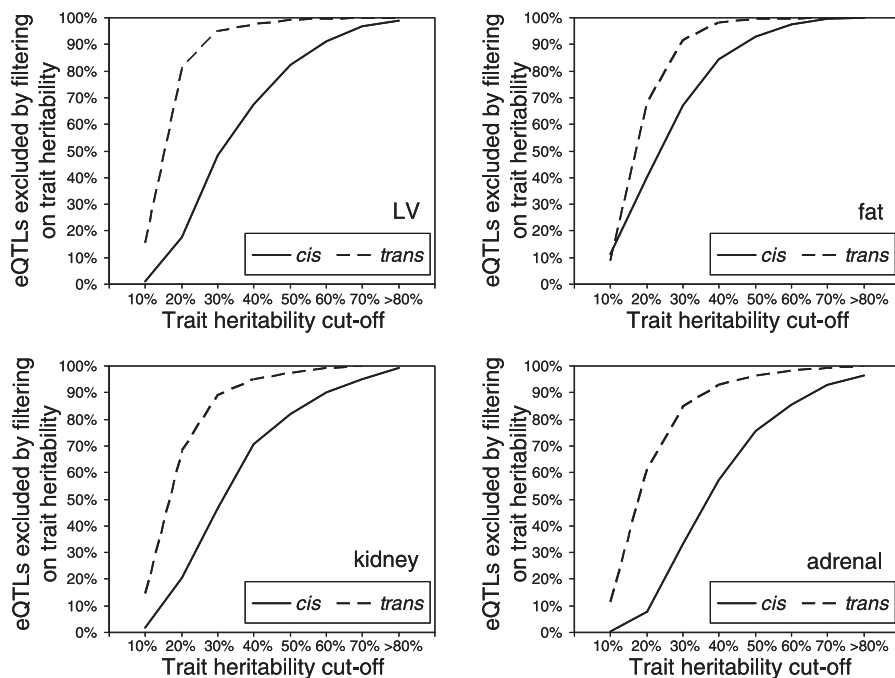 eQTLs excluded by filtering
on trait heritability
100%
90%
80%
70%
60%
50%
40%
30%
20%
10%
0%
LV
cis trans
10% 20% 30% 40% 50% 60% 70% >80%
Trait heritability cut-off
eQTLs excluded by filtering
on trait heritability
100%
90%
80%
70%
60%
50%
40%
30%
20%
10%
0%
fat
cis trans
10% 20% 30% 40% 50% 60% 70% >80%
Trait heritability cut-off
eQTLs excluded by filtering
on trait heritability
100%
90%
80%
70%
60%
50%
40%
30%
20%
10%
0%
kidney
cis trans
10% 20% 30% 40% 50% 60% 70% >80%
Trait heritability cut-off
eQTLs excluded by filtering
on trait heritability
100%
90%
80%
70%
60%
50%
40%
30%
20%
10%
0%
adrenal
cis trans
10% 20% 30% 40% 50% 60% 70% >80%
Trait heritability cut-off